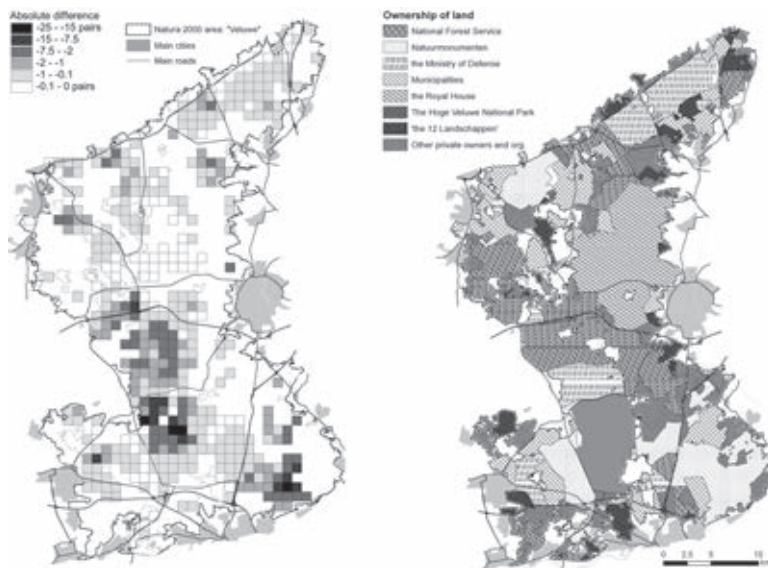 Absolute difference
-25 - -15 pairs
-15 - -7.5
-7.5 - -2
-2 - -1
-1 - -0.1
-0.1 - 0 pairs
Natura 2000 area: "Veluwe"
Main cities
Main roads
Ownership of land
National Forest Service
Natuurmonumenten
the Ministry of Defense
Municipalities
the Royal House
The Hoge Veluwe National Park
'the 12 Landschappen'
Other private owners and org
0 2.5 5 10